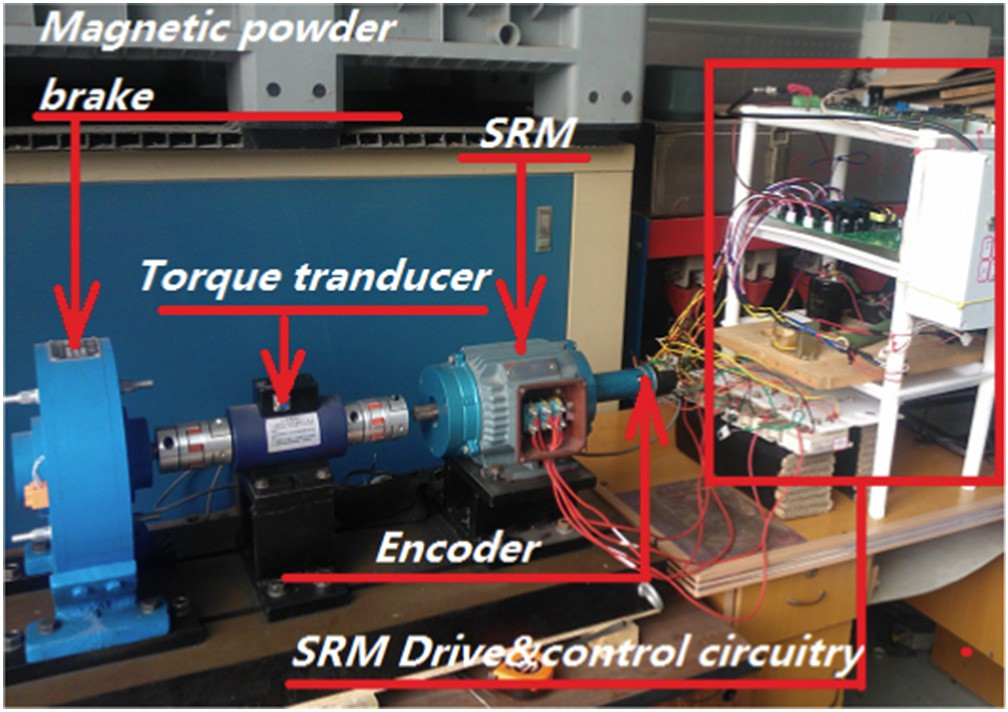 Magnetic powder
brake
SRM
Torque tranducer
Encoder
SRM Drive&control circuitry